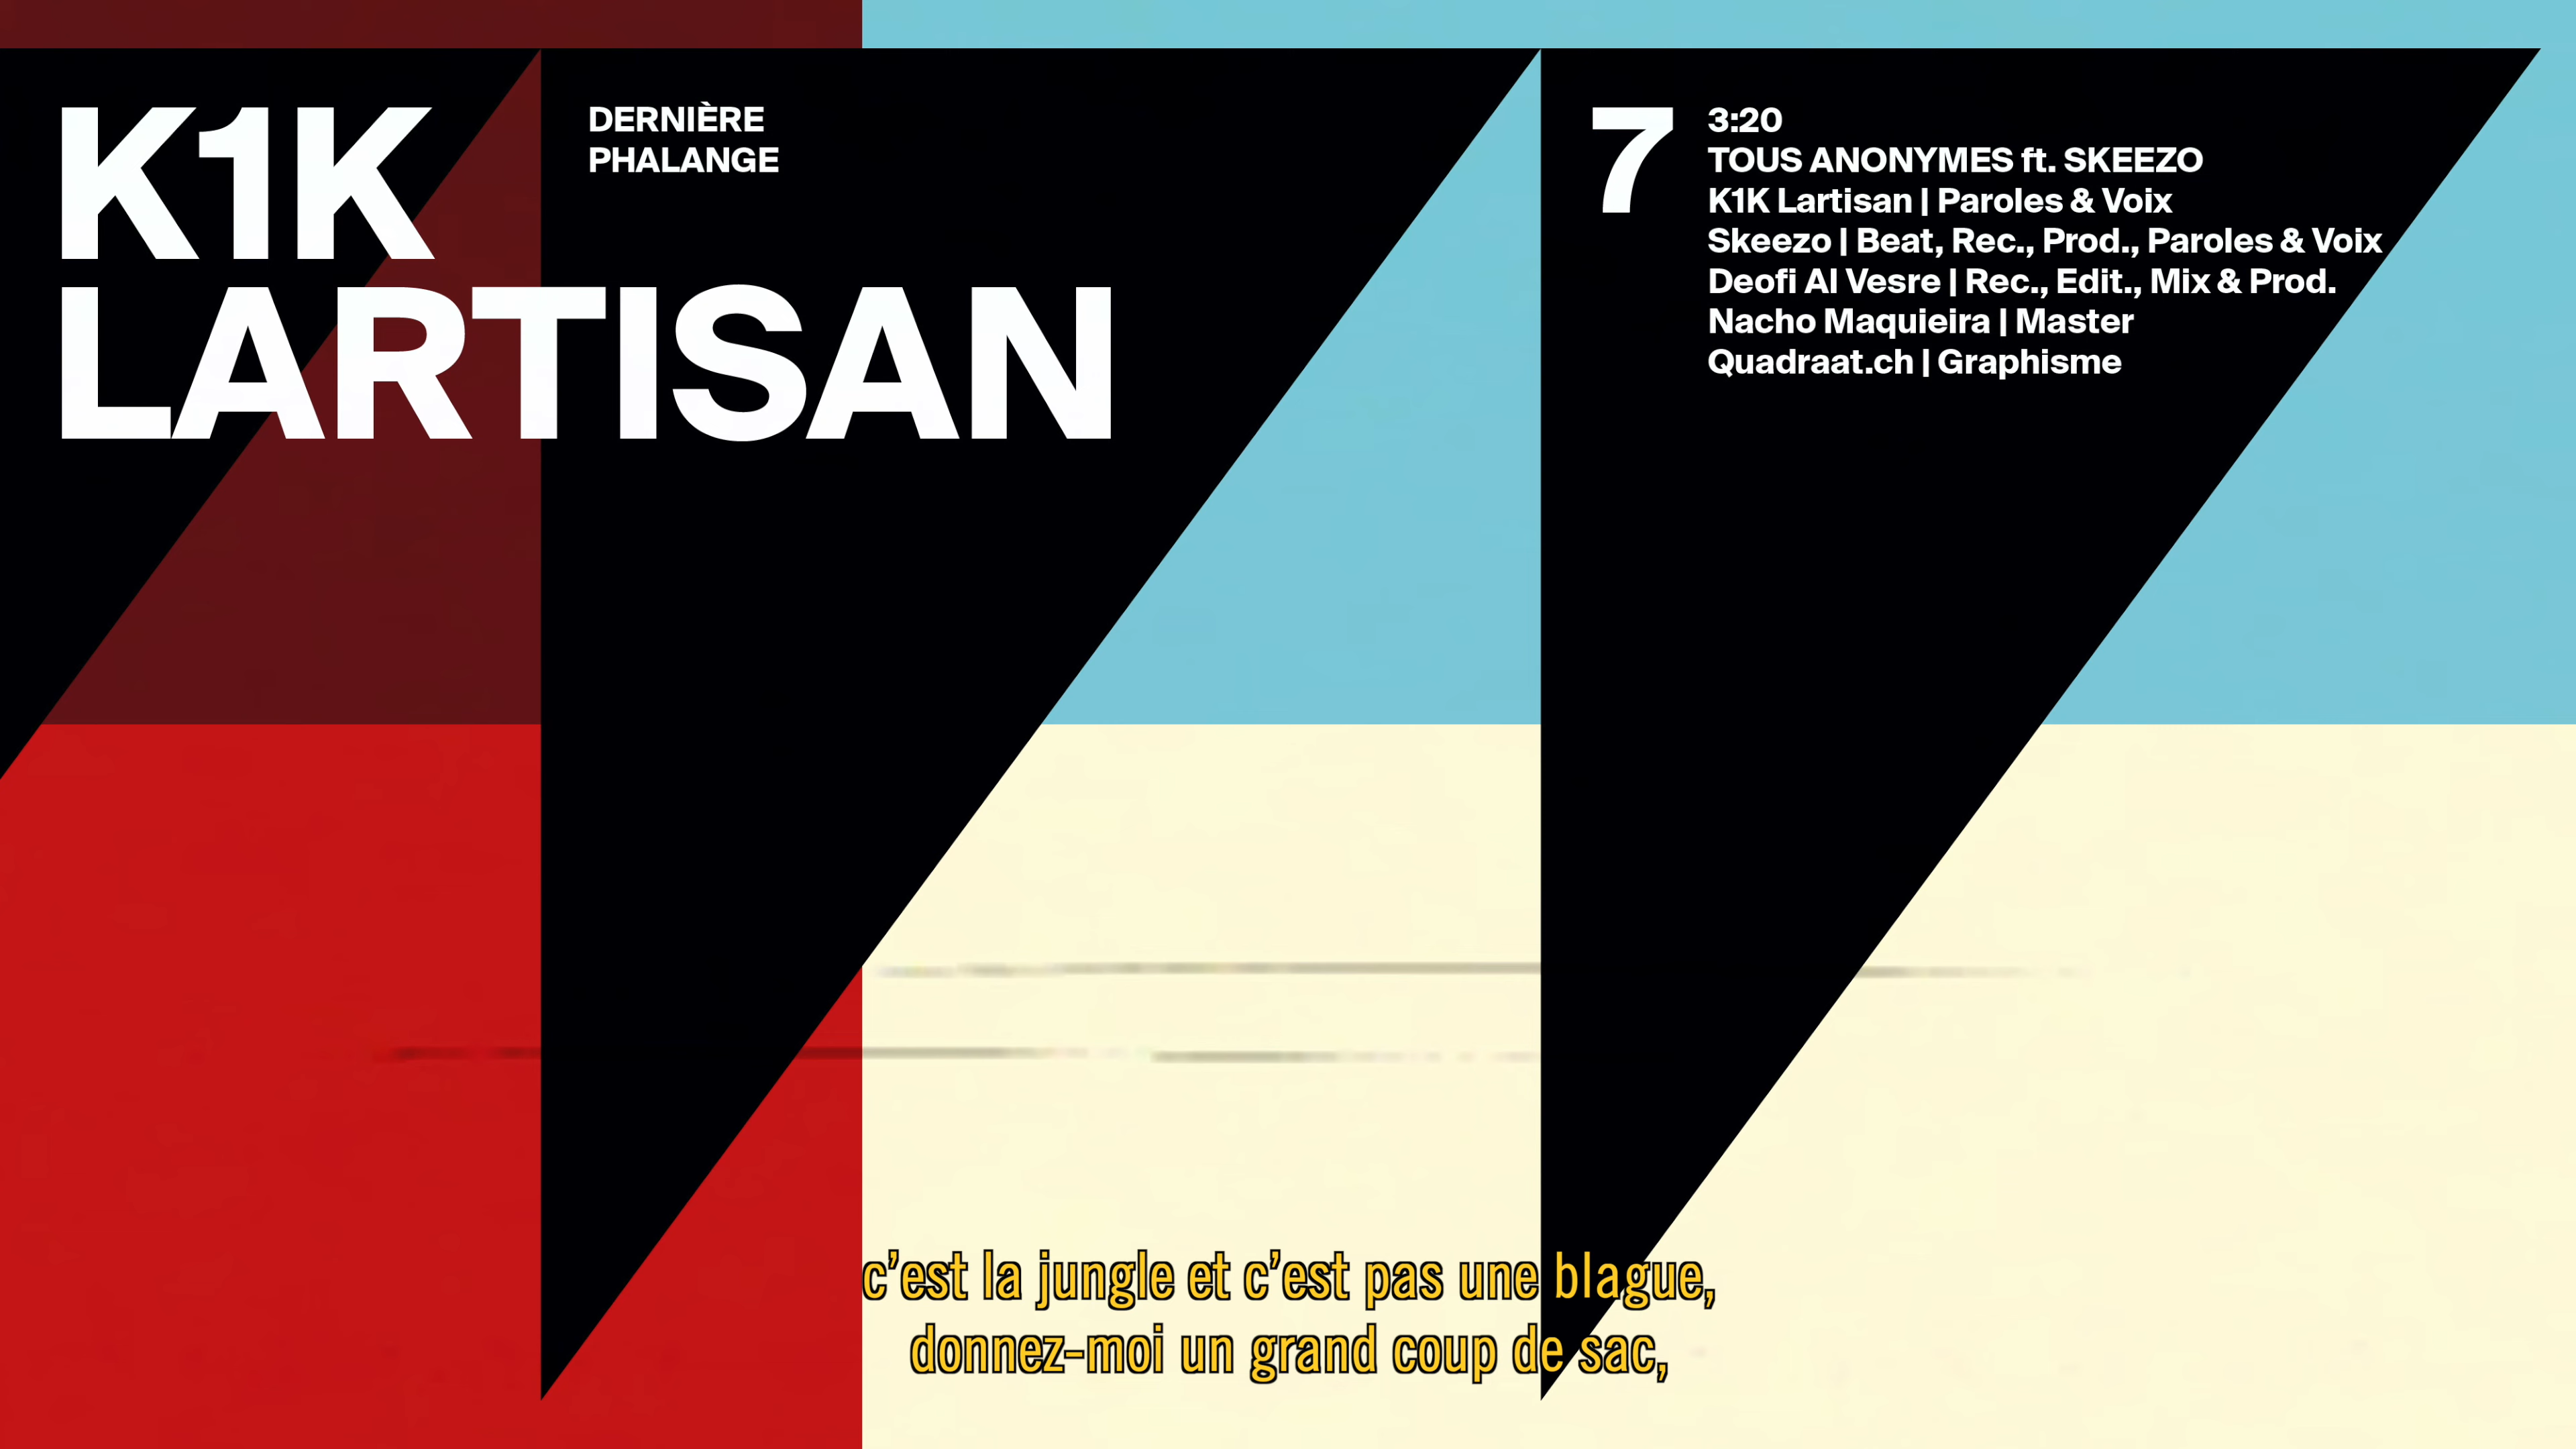 K1K
LARTISAN
DERNIÈRE
PHALANGE
7
3:20
TOUS ANONYMES ft. SKEEZO
K1K Lartisan | Paroles & Voix
Skeezo | Beat, Rec., Prod., Paroles & Voix
Deofi Al Vesre | Rec., Edit., Mix & Prod.
Nacho Maquieira | Master
Quadraat.ch | Graphisme
c’est la jungle et c’est pas une blague,
donnez-moi un grand coup de sac,